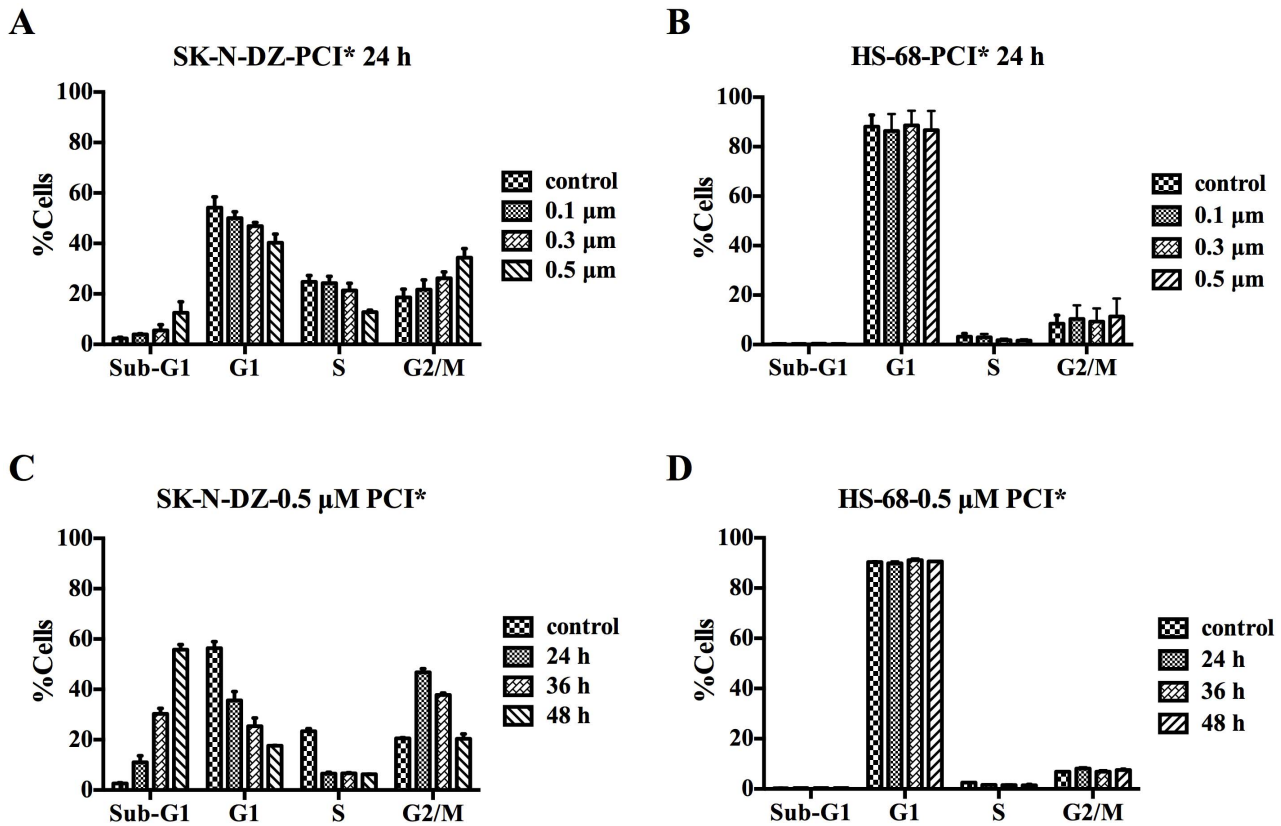 A
SK-N-DZ-PCI* 24 h
%Cells
100
80
60
40
20
0
Sub-G1 G1 S G2/M
control
0.1 µm
0.3 µm
0.5 µm
B
HS-68-PCI* 24 h
%Cells
100
80
60
40
20
0
Sub-G1 G1 S G2/M
control
0.1 µm
0.3 µm
0.5 µm
C
SK-N-DZ-0.5 µM PCI*
%Cells
100
80
60
40
20
0
Sub-G1 G1 S G2/M
control
24 h
36 h
48 h
D
HS-68-0.5 µM PCI*
%Cells
100
80
60
40
20
0
Sub-G1 G1 S G2/M
control
24 h
36 h
48 h